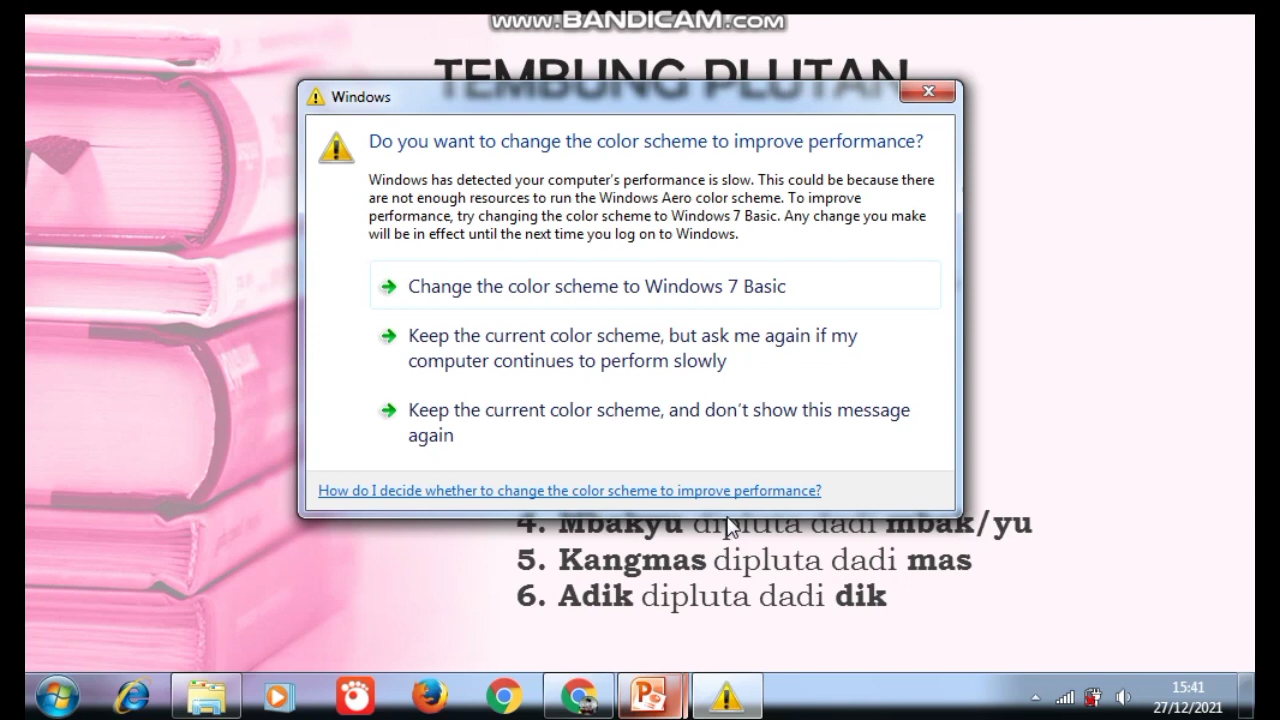 www.BANDICAM.com
TEMBUNG PLUTAN
Windows
Do you want to change the color scheme to improve performance?
Windows has detected your computer's performance is slow. This could be because there
are not enough resources to run the Windows Aero color scheme. To improve
performance, try changing the color scheme to Windows 7 Basic. Any change you make
will be in effect until the next time you log on to Windows.
Change the color scheme to Windows 7 Basic
Keep the current color scheme, but ask me again if my
computer continues to perform slowly
Keep the current color scheme, and don't show this message
again
How do I decide whether to change the color scheme to improve performance?
4. Mbakyu dipluta dadi mbak/yu
5. Kangmas dipluta dadi mas
6. Adik dipluta dadi dik
15:41
27/12/2021